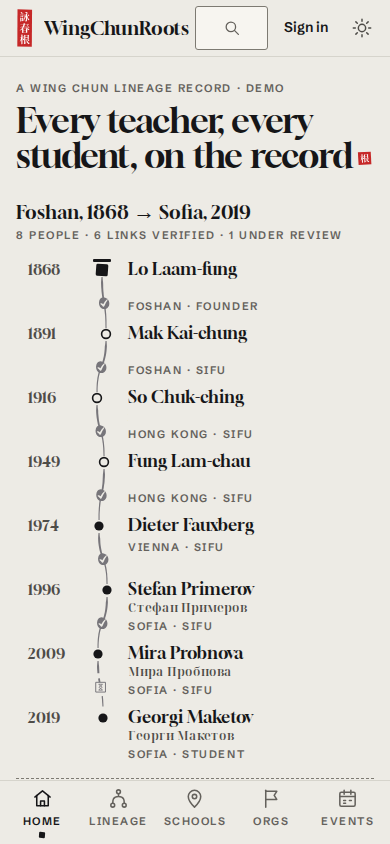 詠春根
WingChunRoots
Sign in
A WING CHUN LINEAGE RECORD · DEMO
Every teacher, every
student, on the record 根
Foshan, 1868 → Sofia, 2019
8 PEOPLE · 6 LINKS VERIFIED · 1 UNDER REVIEW
1868 Lo Laam-fung
FOSHAN · FOUNDER
1891 Mak Kai-chung
FOSHAN · SIFU
1916 So Chuk-ching
HONG KONG · SIFU
1949 Fung Lam-chau
HONG KONG · SIFU
1974 Dieter Fauxberg
VIENNA · SIFU
1996 Stefan Primerov
Стефан Примеров
SOFIA · SIFU
2009 Mira Probnova
Мира Пробнова
SOFIA · SIFU
2019 Georgi Maketov
Георги Макетов
SOFIA · STUDENT
HOME LINEAGE SCHOOLS ORGS EVENTS